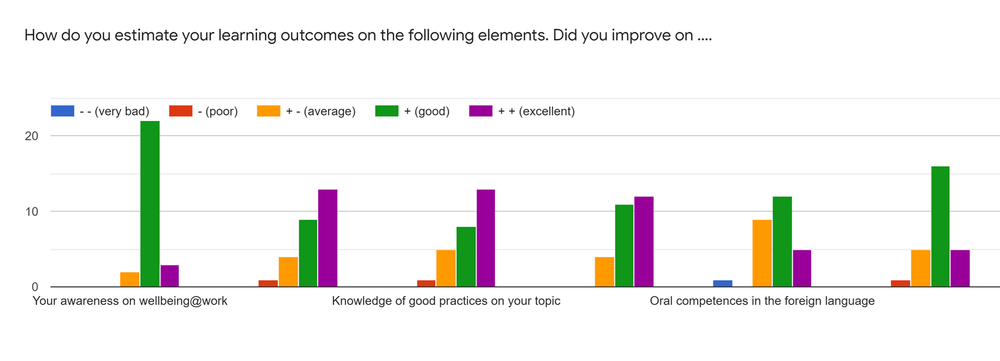 How do you estimate your learning outcomes on the following elements. Did you improve on ....
- - (very bad) - (poor) + - (average) + (good) + + (excellent)
20
10
0
Your awareness on wellbeing@work Knowledge of good practices on your topic Oral competences in the foreign language